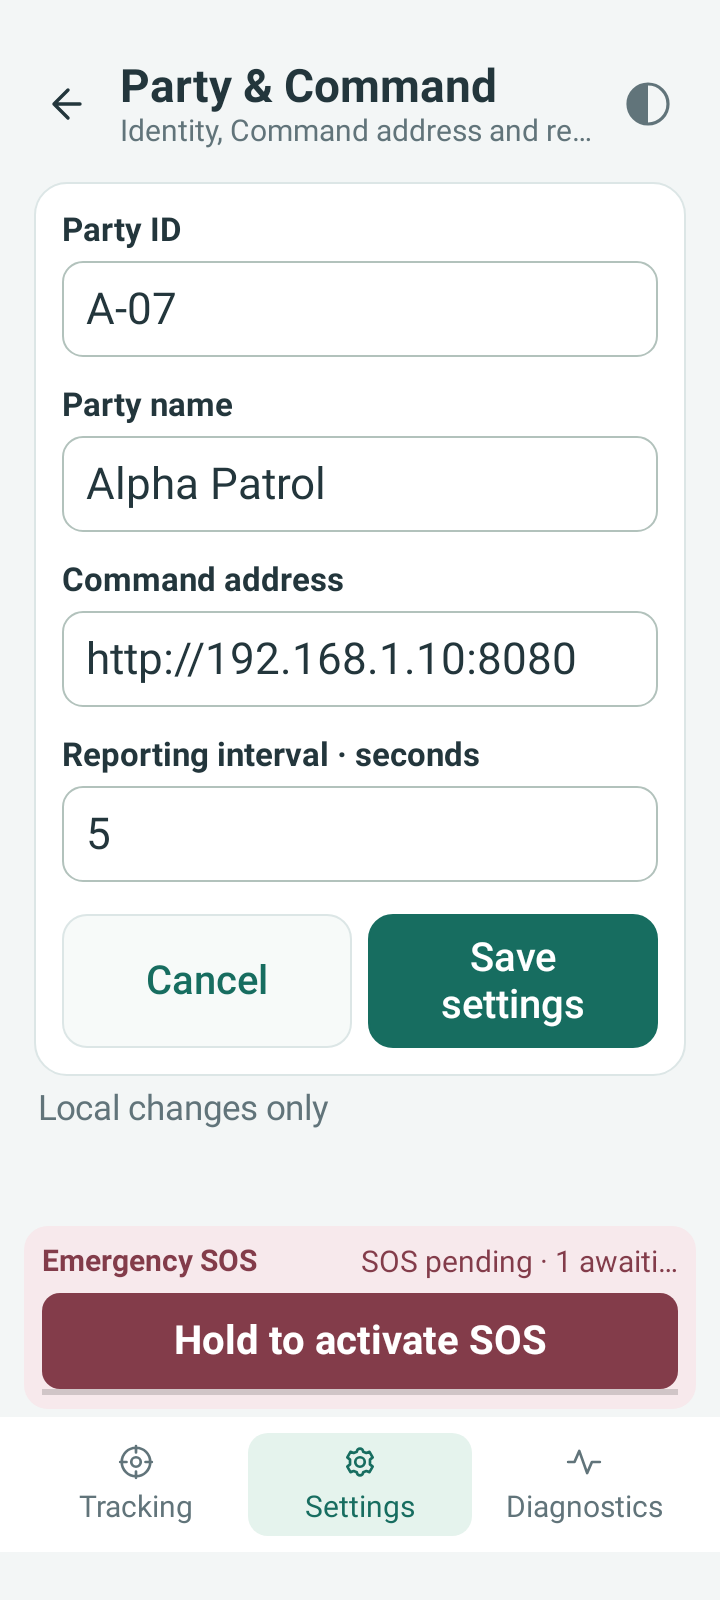 Party & Command
Identity, Command address and re...
Party ID
A-07
Party name
Alpha Patrol
Command address
http://192.168.1.10:8080
Reporting interval · seconds
5
Cancel
Save
settings
Local changes only
Emergency SOS
SOS pending · 1 awaiti...
Hold to activate SOS
Tracking
Settings
Diagnostics